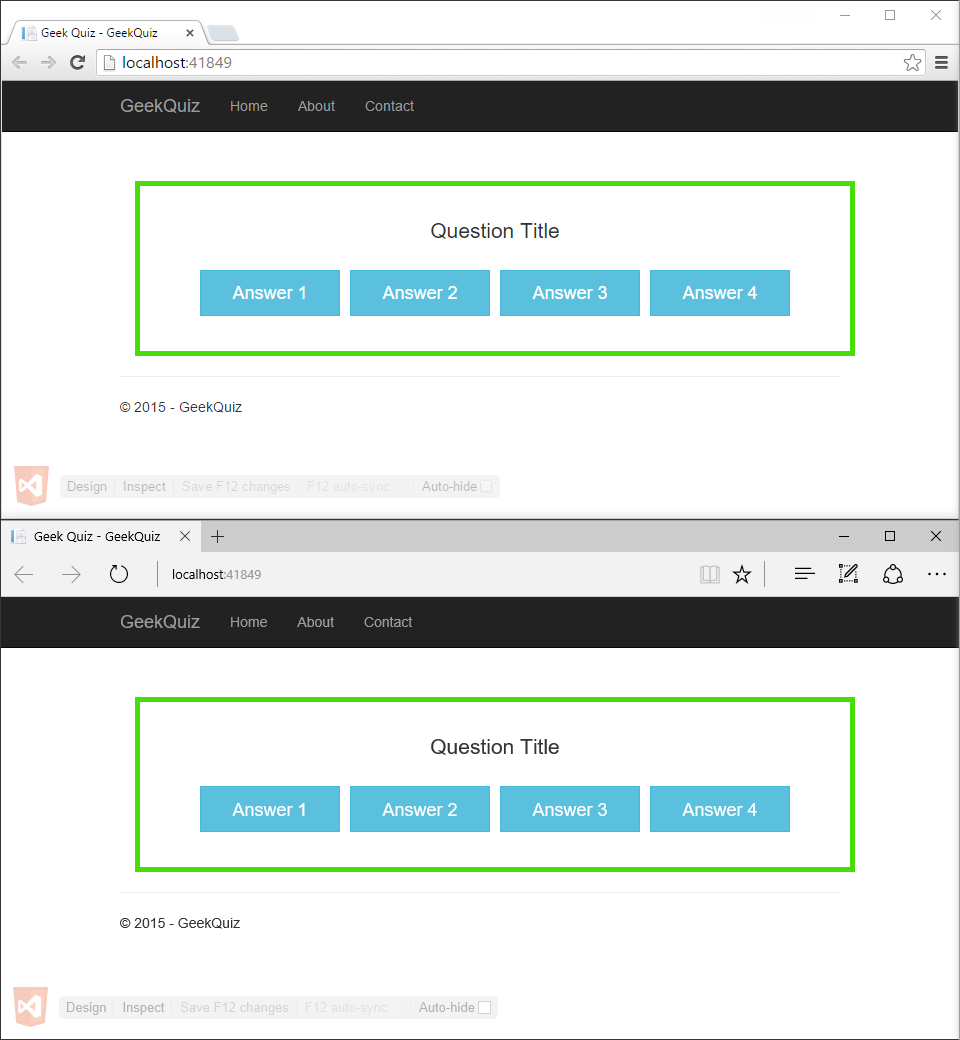 Geek Quiz - GeekQuiz
localhost:41849
GeekQuiz Home About Contact
Question Title
Answer 1 Answer 2 Answer 3 Answer 4
© 2015 - GeekQuiz
Design Inspect Save F12 changes F12 auto-sync Auto-hide
Geek Quiz - GeekQuiz
localhost:41849
GeekQuiz Home About Contact
Question Title
Answer 1 Answer 2 Answer 3 Answer 4
© 2015 - GeekQuiz
Design Inspect Save F12 changes F12 auto-sync Auto-hide